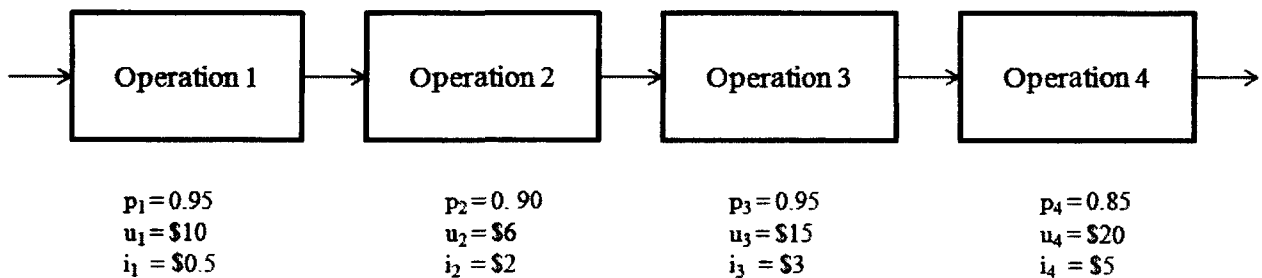 Operation 1 Operation 2 Operation 3 Operation 4
p₁=0.95 p₂=0. 90 p₃=0.95 p₄=0.85
u₁=$10 u₂=$6 u₃=$15 u₄=$20
i₁ =$0.5 i₂ =$2 i₃ =$3 i₄ =$5